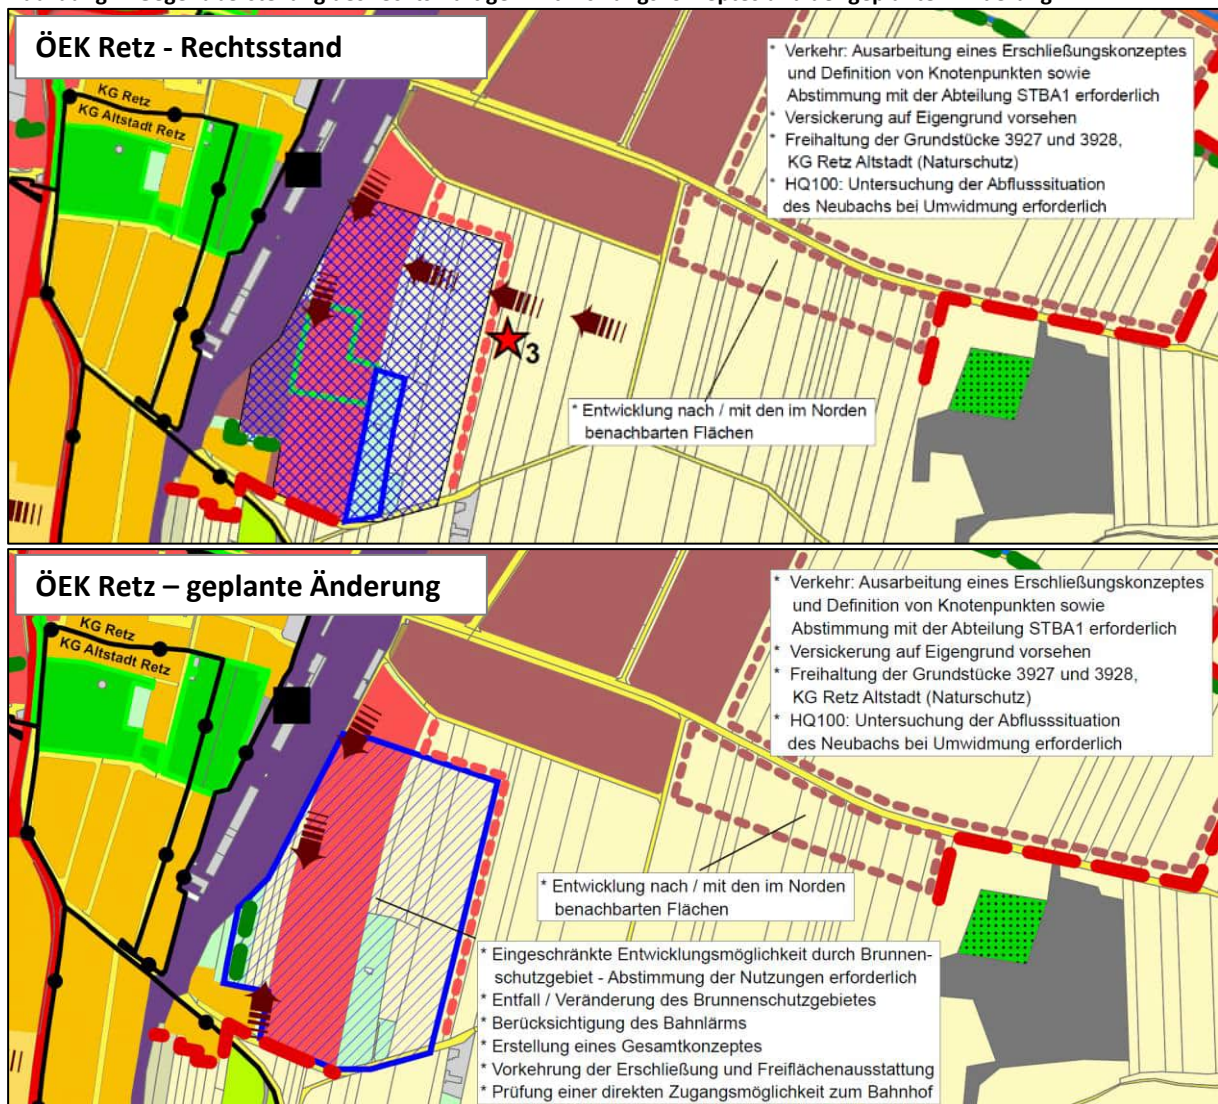 ÖEK Retz - Rechtsstand
* Verkehr: Ausarbeitung eines Erschließungskonzeptes
und Definition von Knotenpunkten sowie
Abstimmung mit der Abteilung STBA1 erforderlich
* Versickerung auf Eigengrund vorsehen
* Freihaltung der Grundstücke 3927 und 3928,
KG Retz Altstadt (Naturschutz)
* HQ100: Untersuchung der Abflusssituation
des Neubachs bei Umwidmung erforderlich
KG Retz
KG Altstadt Retz
3
* Entwicklung nach / mit den im Norden
benachbarten Flächen
ÖEK Retz – geplante Änderung
* Verkehr: Ausarbeitung eines Erschließungskonzeptes
und Definition von Knotenpunkten sowie
Abstimmung mit der Abteilung STBA1 erforderlich
* Versickerung auf Eigengrund vorsehen
* Freihaltung der Grundstücke 3927 und 3928,
KG Retz Altstadt (Naturschutz)
* HQ100: Untersuchung der Abflusssituation
des Neubachs bei Umwidmung erforderlich
KG Retz
KG Altstadt Retz
* Entwicklung nach / mit den im Norden
benachbarten Flächen
* Eingeschränkte Entwicklungsmöglichkeit durch Brunnen-
schutzgebiet - Abstimmung der Nutzungen erforderlich
* Entfall / Veränderung des Brunnenschutzgebietes
* Berücksichtigung des Bahnlärms
* Erstellung eines Gesamtkonzeptes
* Vorkehrung der Erschließung und Freiflächenausstattung
* Prüfung einer direkten Zugangsmöglichkeit zum Bahnhof